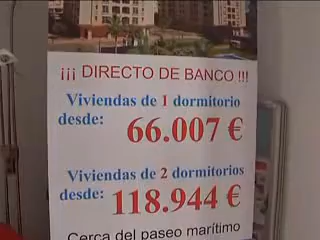 ¡¡¡ DIRECTO DE BANCO !!!
Viviendas de 1 dormitorio
desde:
66.007 €
Viviendas de 2 dormitorios
desde:
118.944 €
Cerca del paseo marítimo